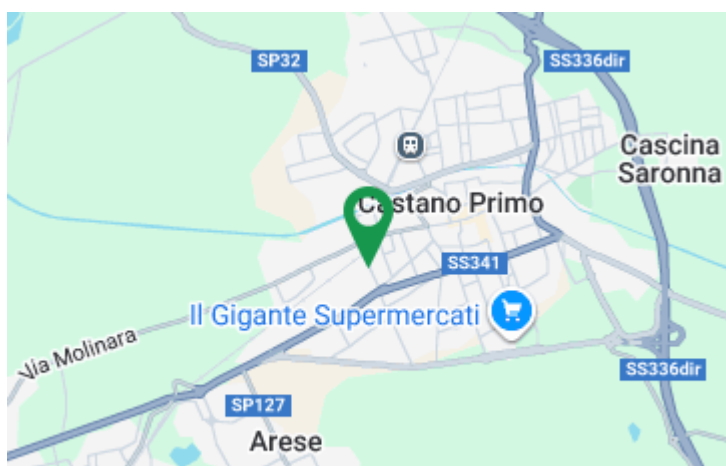 SP32
SS336dir
Cascina
Saronna
Castano Primo
SS341
Il Gigante Supermercati
Via Molinara
SS336dir
SP127
Arese